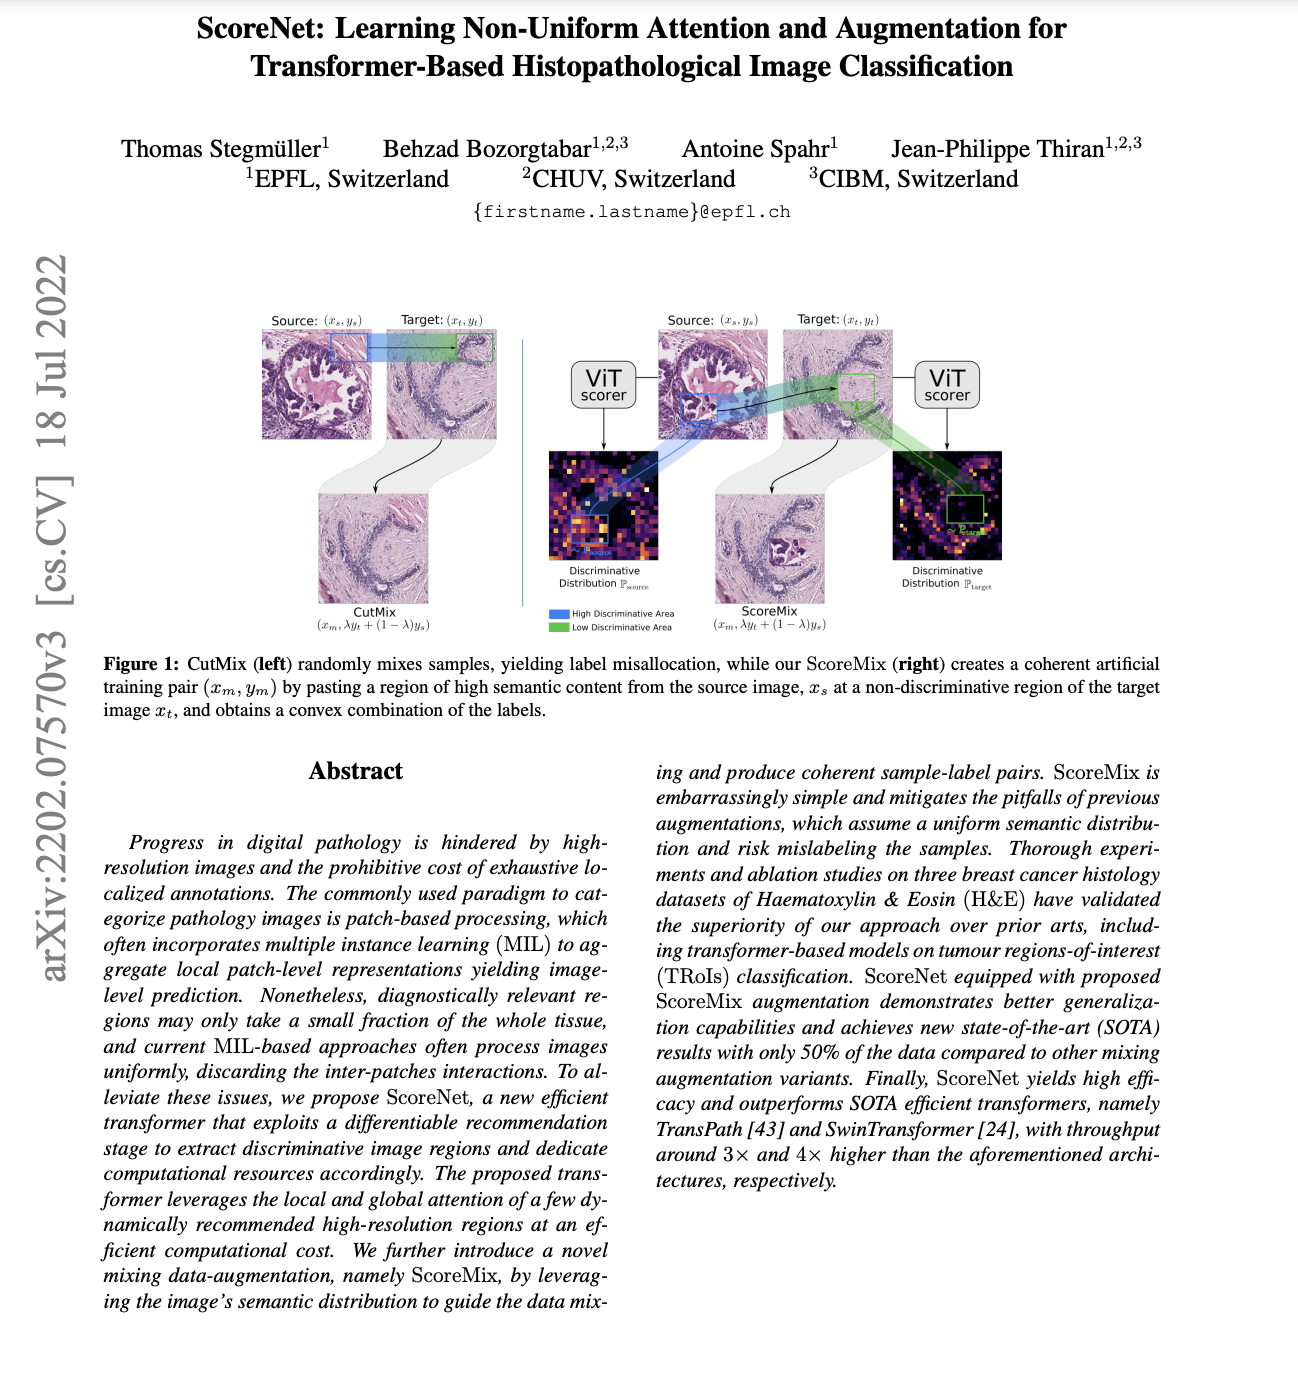 ScoreNet: Learning Non-Uniform Attention and Augmentation for
Transformer-Based Histopathological Image Classification
Thomas Stegmüller¹ Behzad Bozorgtabar¹,²,³ Antoine Spahr¹ Jean-Philippe Thiran¹,²,³
¹EPFL, Switzerland ²CHUV, Switzerland ³CIBM, Switzerland
{firstname.lastname}@epfl.ch
arXiv:2202.07570v3 [cs.CV] 18 Jul 2022
Source: (xₛ, yₛ) Target: (xₜ, yₜ)
CutMix
(xₘ, λyₜ + (1 − λ)yₛ)
Source: (xₛ, yₛ) Target: (xₜ, yₜ)
ViT
scorer
ViT
scorer
~ ℙsource
~ ℙtarget
Discriminative
Distribution ℙsource
Discriminative
Distribution ℙtarget
High Discriminative Area
Low Discriminative Area
ScoreMix
(xₘ, λyₜ + (1 − λ)yₛ)
Figure 1: CutMix (left) randomly mixes samples, yielding label misallocation, while our ScoreMix (right) creates a coherent artificial
training pair (xₘ, yₘ) by pasting a region of high semantic content from the source image, xₛ at a non-discriminative region of the target
image xₜ, and obtains a convex combination of the labels.
Abstract
Progress in digital pathology is hindered by high-
resolution images and the prohibitive cost of exhaustive lo-
calized annotations. The commonly used paradigm to cat-
egorize pathology images is patch-based processing, which
often incorporates multiple instance learning (MIL) to ag-
gregate local patch-level representations yielding image-
level prediction. Nonetheless, diagnostically relevant re-
gions may only take a small fraction of the whole tissue,
and current MIL-based approaches often process images
uniformly, discarding the inter-patches interactions. To al-
leviate these issues, we propose ScoreNet, a new efficient
transformer that exploits a differentiable recommendation
stage to extract discriminative image regions and dedicate
computational resources accordingly. The proposed trans-
former leverages the local and global attention of a few dy-
namically recommended high-resolution regions at an ef-
ficient computational cost. We further introduce a novel
mixing data-augmentation, namely ScoreMix, by leverag-
ing the image's semantic distribution to guide the data mix-
ing and produce coherent sample-label pairs. ScoreMix is
embarrassingly simple and mitigates the pitfalls of previous
augmentations, which assume a uniform semantic distribu-
tion and risk mislabeling the samples. Thorough experi-
ments and ablation studies on three breast cancer histology
datasets of Haematoxylin & Eosin (H&E) have validated
the superiority of our approach over prior arts, includ-
ing transformer-based models on tumour regions-of-interest
(TRoIs) classification. ScoreNet equipped with proposed
ScoreMix augmentation demonstrates better generaliza-
tion capabilities and achieves new state-of-the-art (SOTA)
results with only 50% of the data compared to other mixing
augmentation variants. Finally, ScoreNet yields high effi-
cacy and outperforms SOTA efficient transformers, namely
TransPath [43] and SwinTransformer [24], with throughput
around 3× and 4× higher than the aforementioned archi-
tectures, respectively.